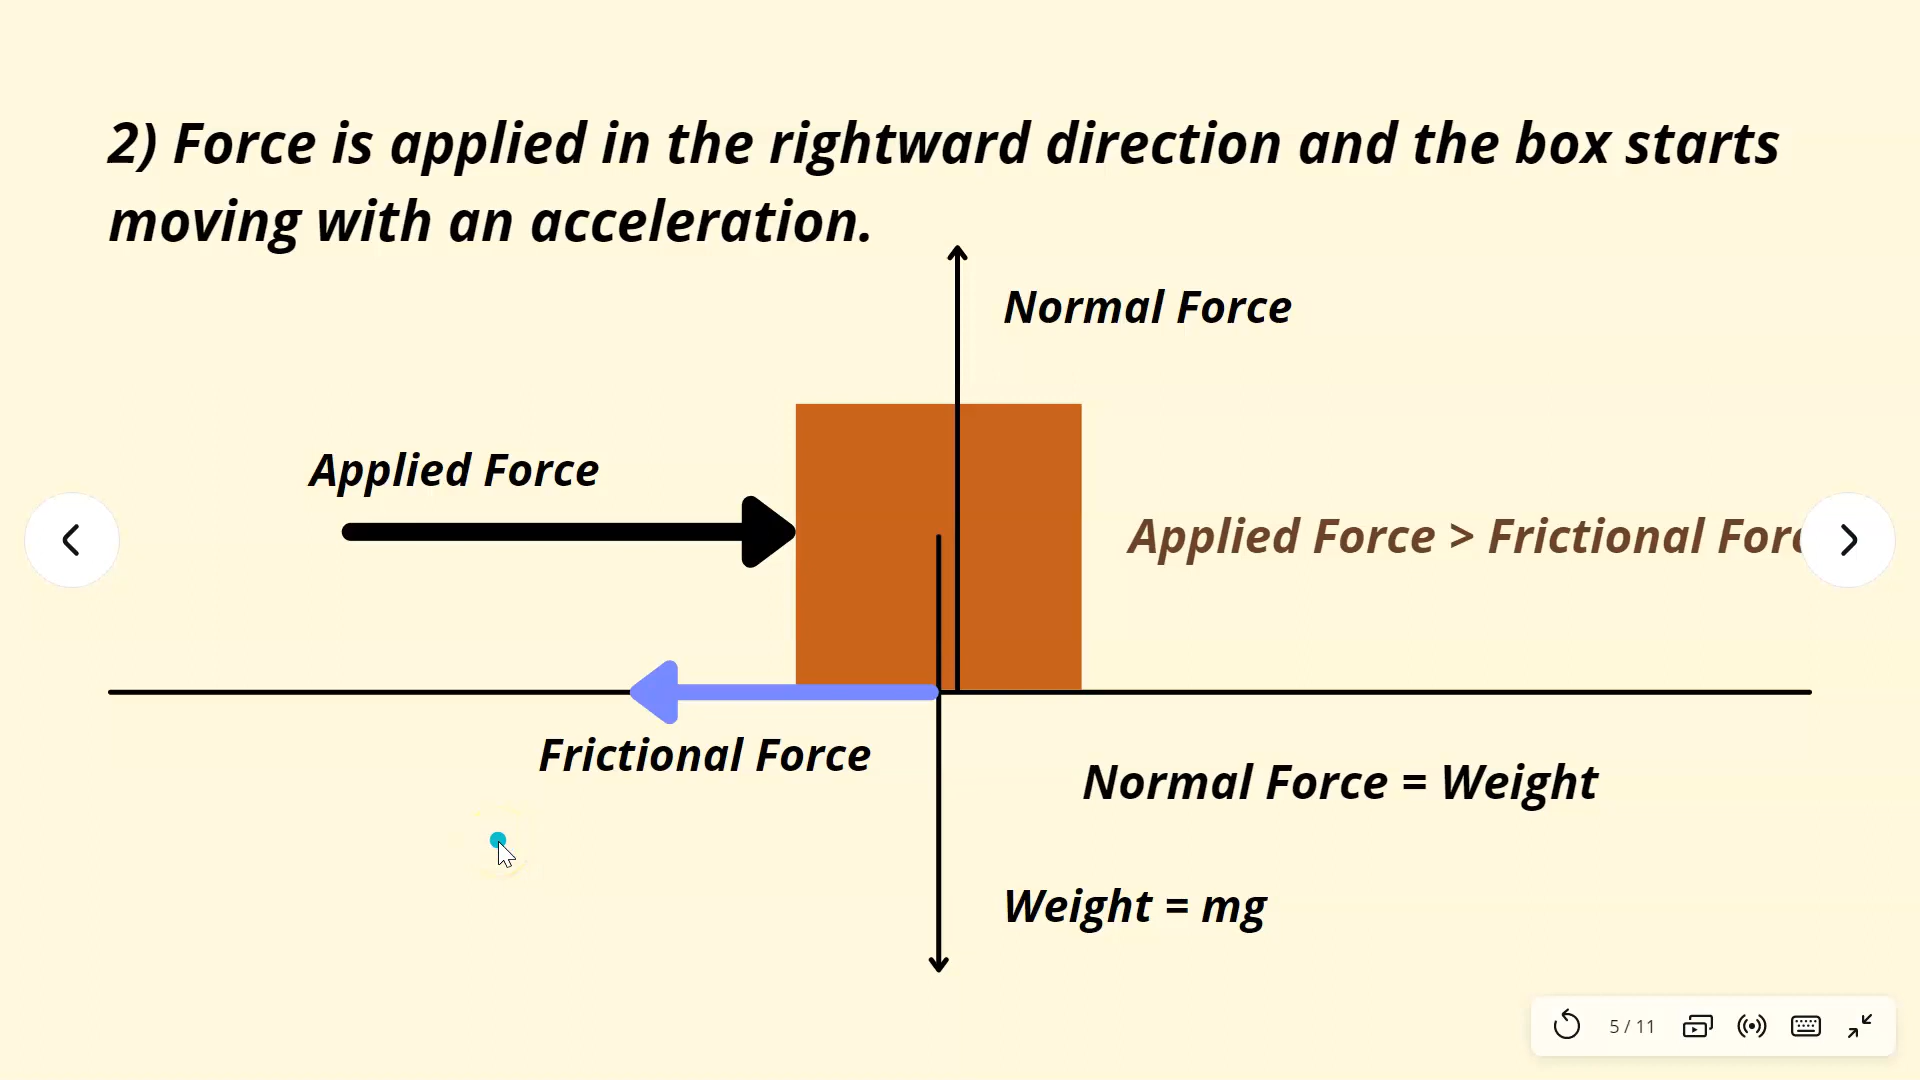 2) Force is applied in the rightward direction and the box starts
moving with an acceleration.
Normal Force
Applied Force
Applied Force > Frictional Forc
Frictional Force
Normal Force = Weight
Weight = mg
5 / 11